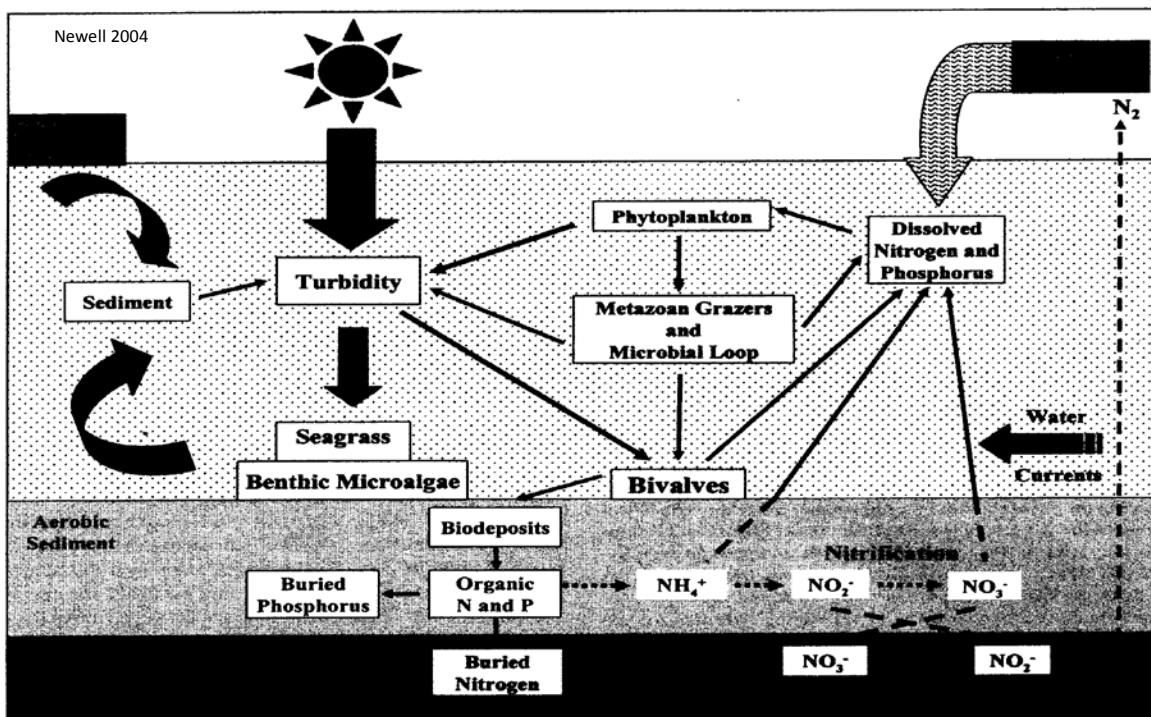 Newell 2004
N₂
Phytoplankton
Dissolved
Nitrogen and
Phosphorus
Turbidity
Sediment
Metazoan Grazers
and
Microbial Loop
Water
Currents
Seagrass
Benthic Microalgae
Bivalves
Aerobic
Sediment
Biodeposits
Nitrification
Buried
Phosphorus
Organic
N and P
NH₄⁺
NO₂⁻
NO₃⁻
Buried
Nitrogen
NO₃⁻
NO₂⁻